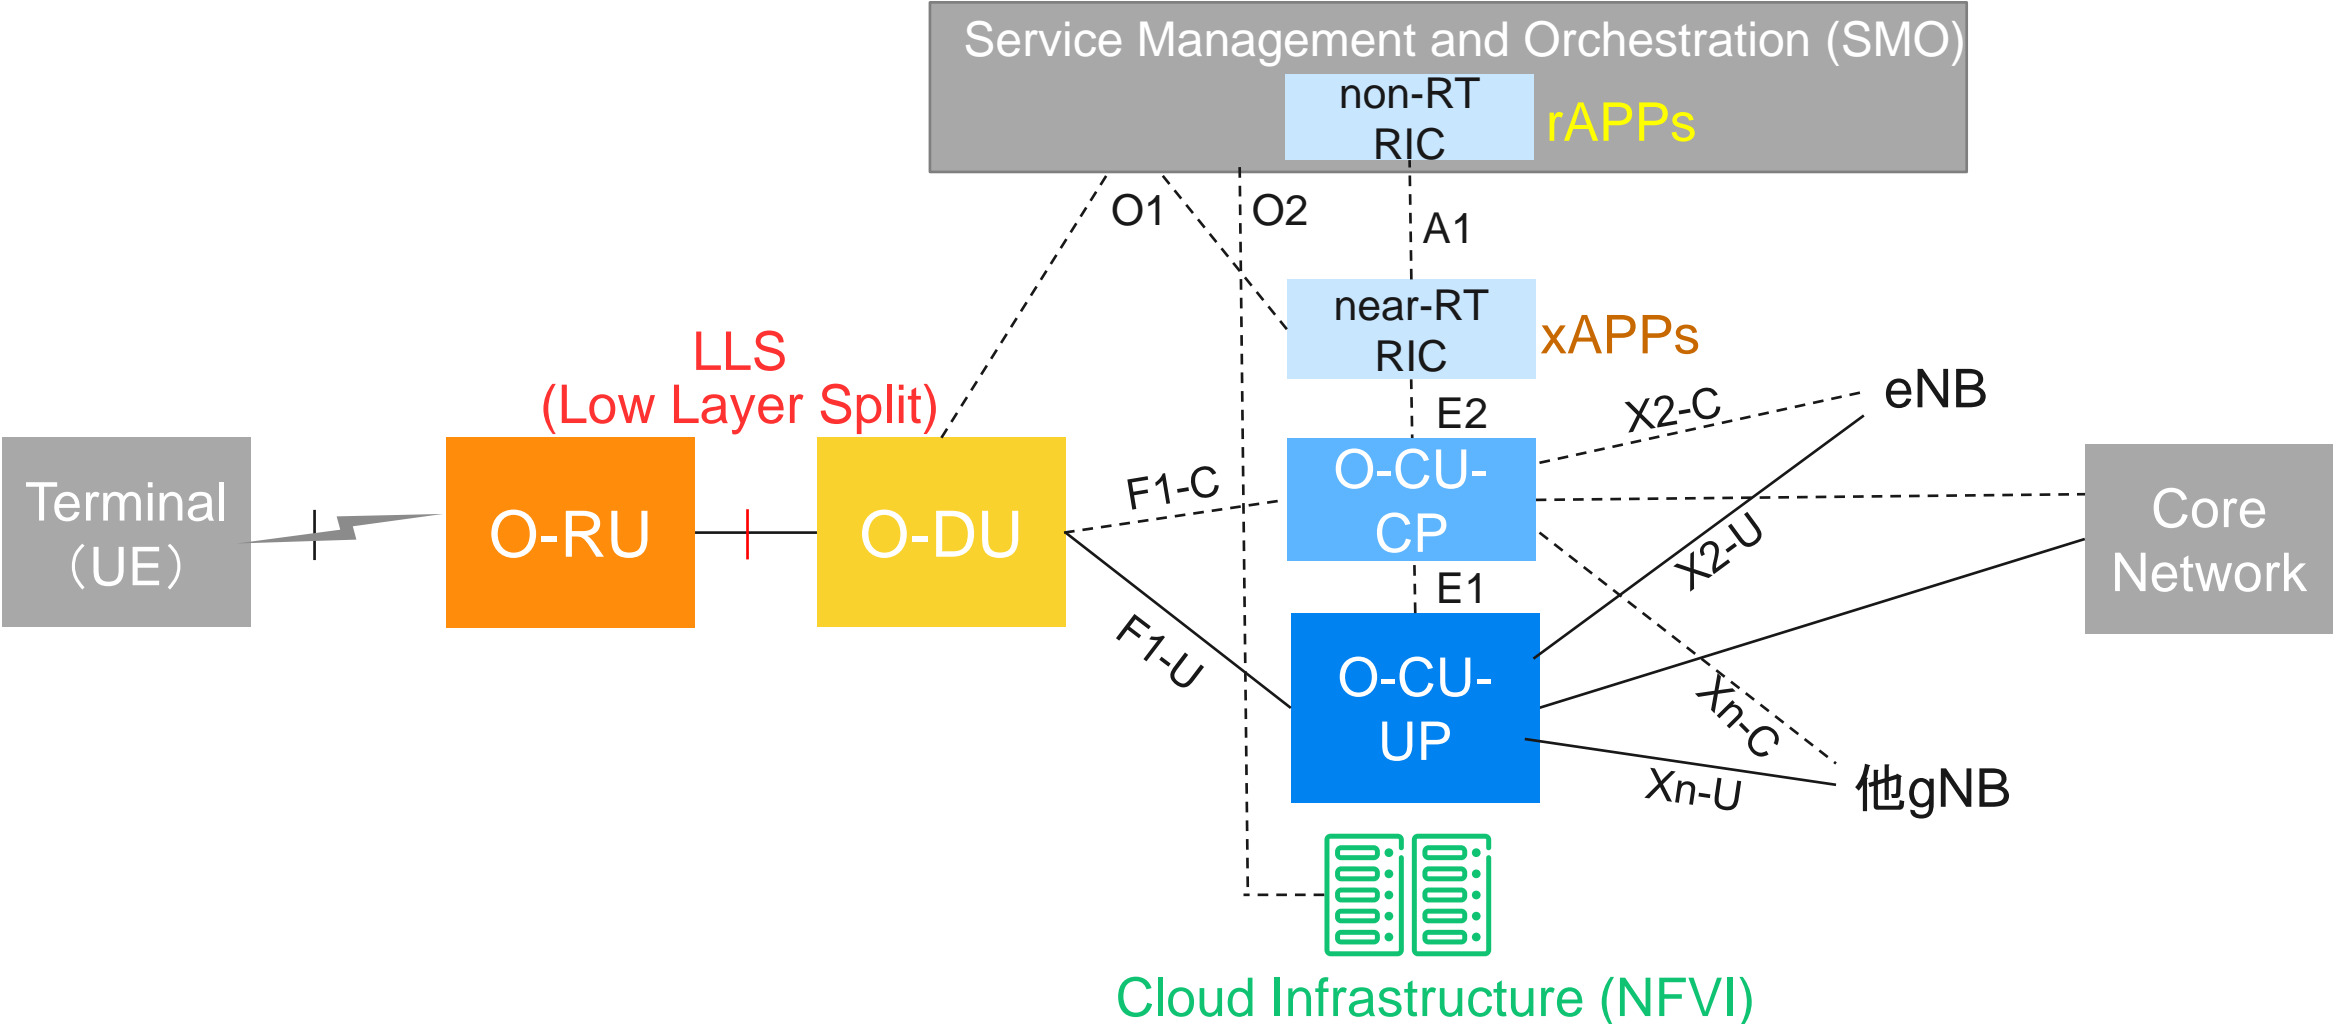 Service Management and Orchestration (SMO)
non-RT
RIC
rAPPs
O1
O2
A1
near-RT
RIC
xAPPs
LLS
(Low Layer Split)
E2
X2-C
eNB
Terminal
（UE）
O-RU
O-DU
F1-C
O-CU-
CP
X2-U
Core
Network
E1
F1-U
O-CU-
UP
Xn-C
Xn-U
他gNB
Cloud Infrastructure (NFVI)